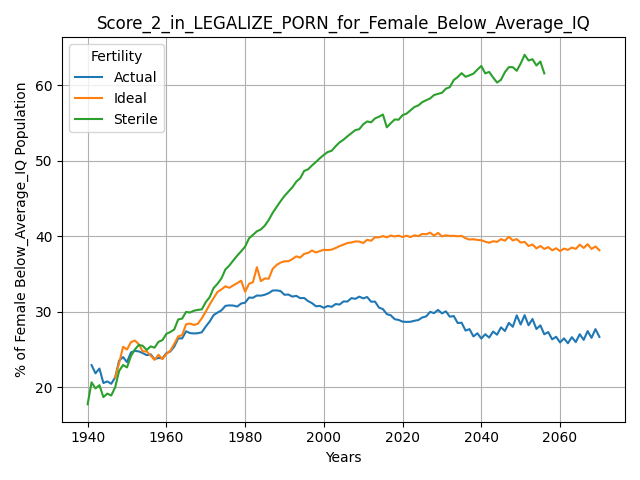 Score_2_in_LEGALIZE_PORN_for_Female_Below_Average_IQ
Fertility
Actual
Ideal
Sterile
% of Female Below_Average_IQ Population
60
50
40
30
20
1940
1960
1980
2000
2020
2040
2060
Years